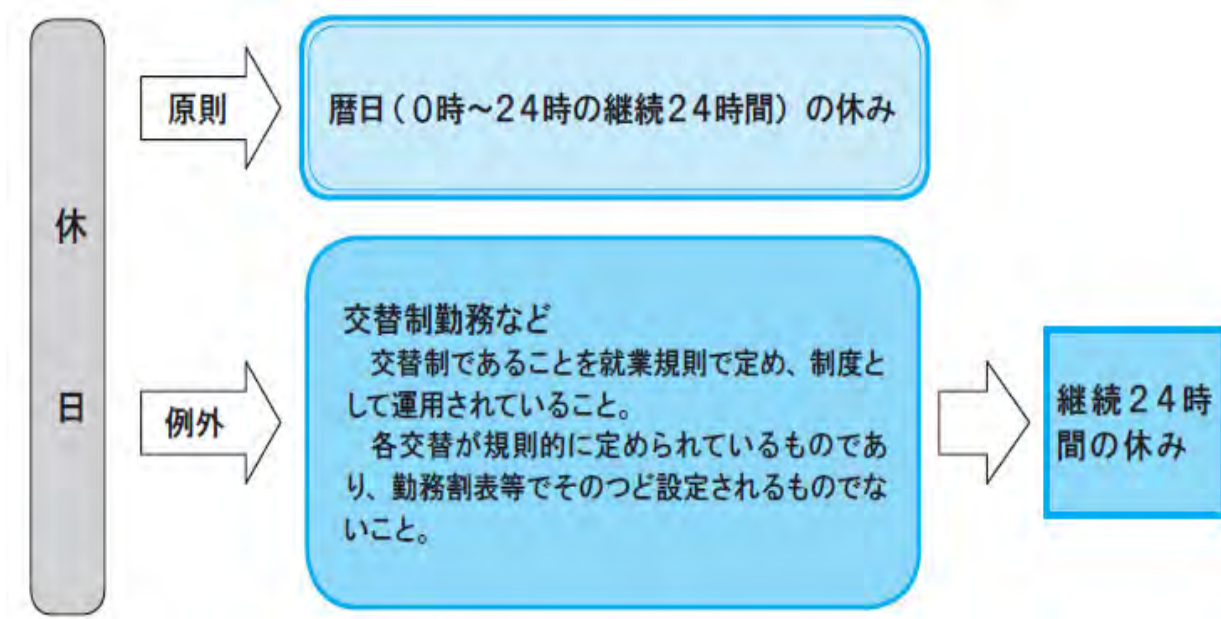 休日
原則
暦日（０時～２４時の継続２４時間）の休み
例外
交替制勤務など
　交替制であることを就業規則で定め、制度と
して運用されていること。
　各交替が規則的に定められているものであ
り、勤務割表等でそのつど設定されるものでな
いこと。
継続２４時
間の休み